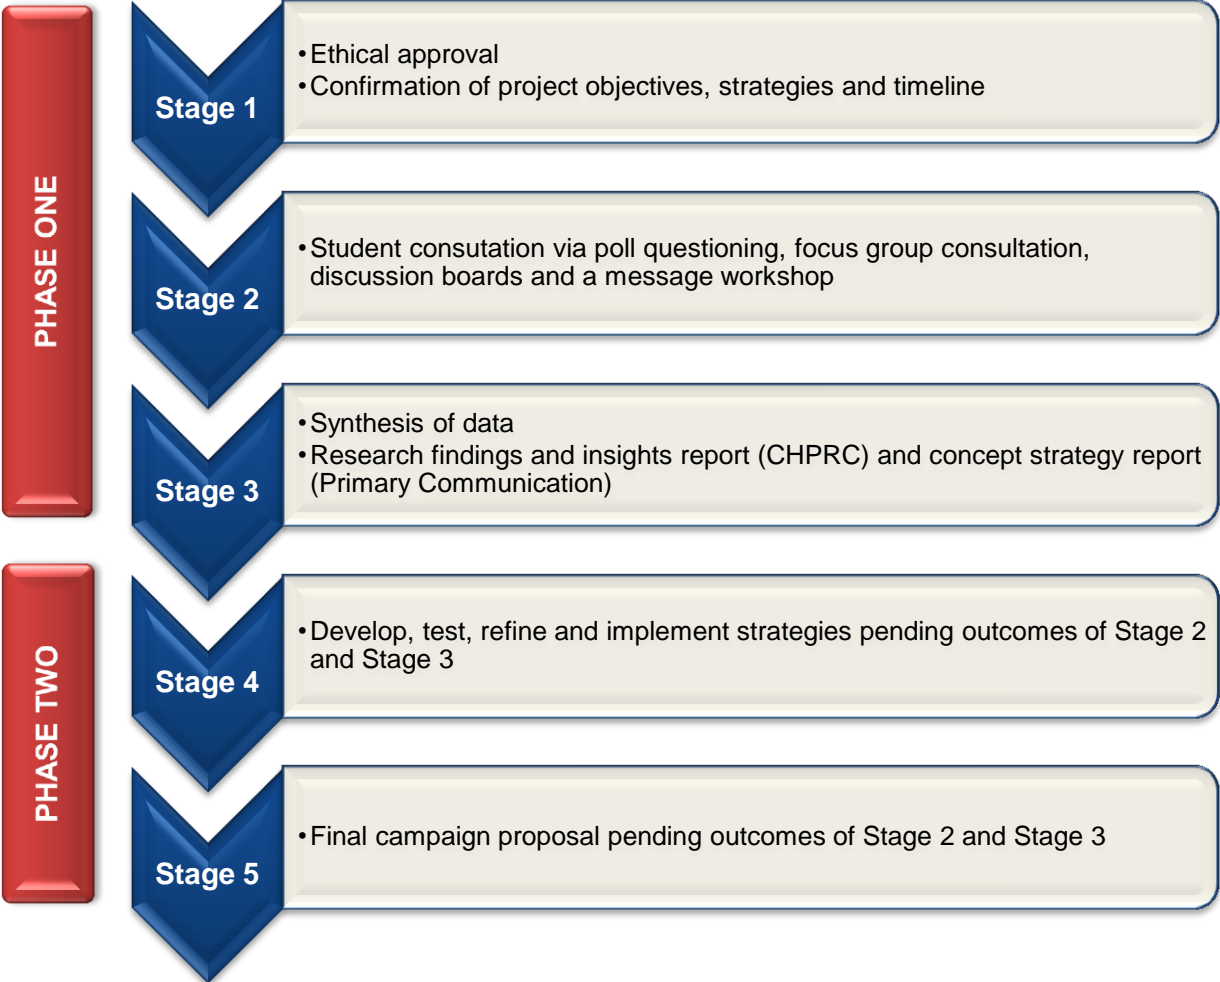 PHASE ONE
Stage 1
•Ethical approval
•Confirmation of project objectives, strategies and timeline
Stage 2
•Student consutation via poll questioning, focus group consultation,
discussion boards and a message workshop
Stage 3
•Synthesis of data
•Research findings and insights report (CHPRC) and concept strategy report
(Primary Communication)
PHASE TWO
Stage 4
•Develop, test, refine and implement strategies pending outcomes of Stage 2
and Stage 3
Stage 5
•Final campaign proposal pending outcomes of Stage 2 and Stage 3